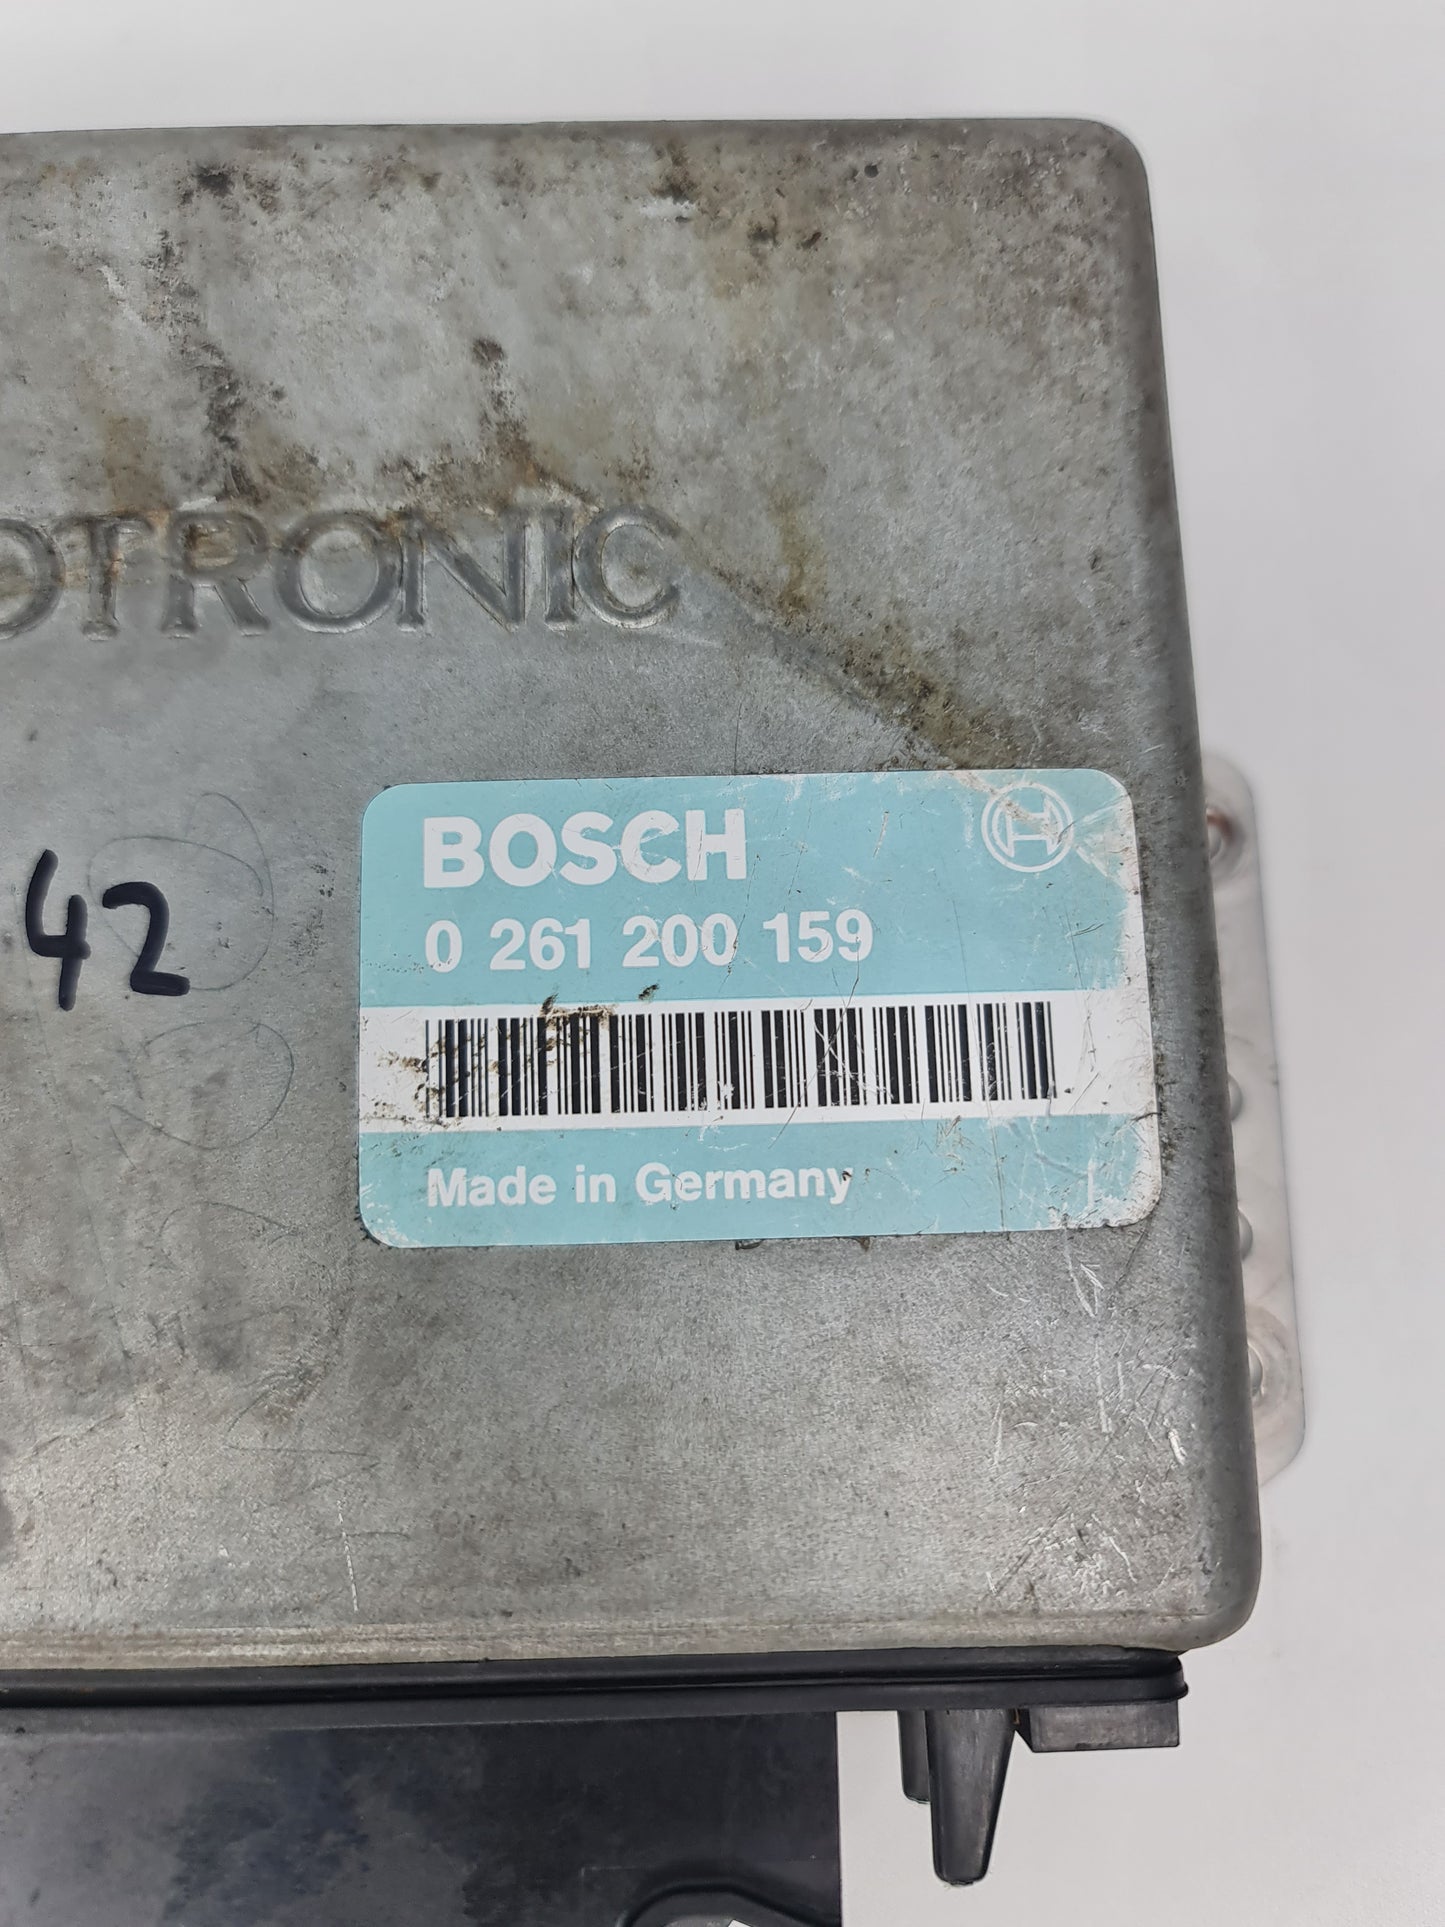 OTRONIC
BOSCH
0 261 200 159
42
Made in Germany